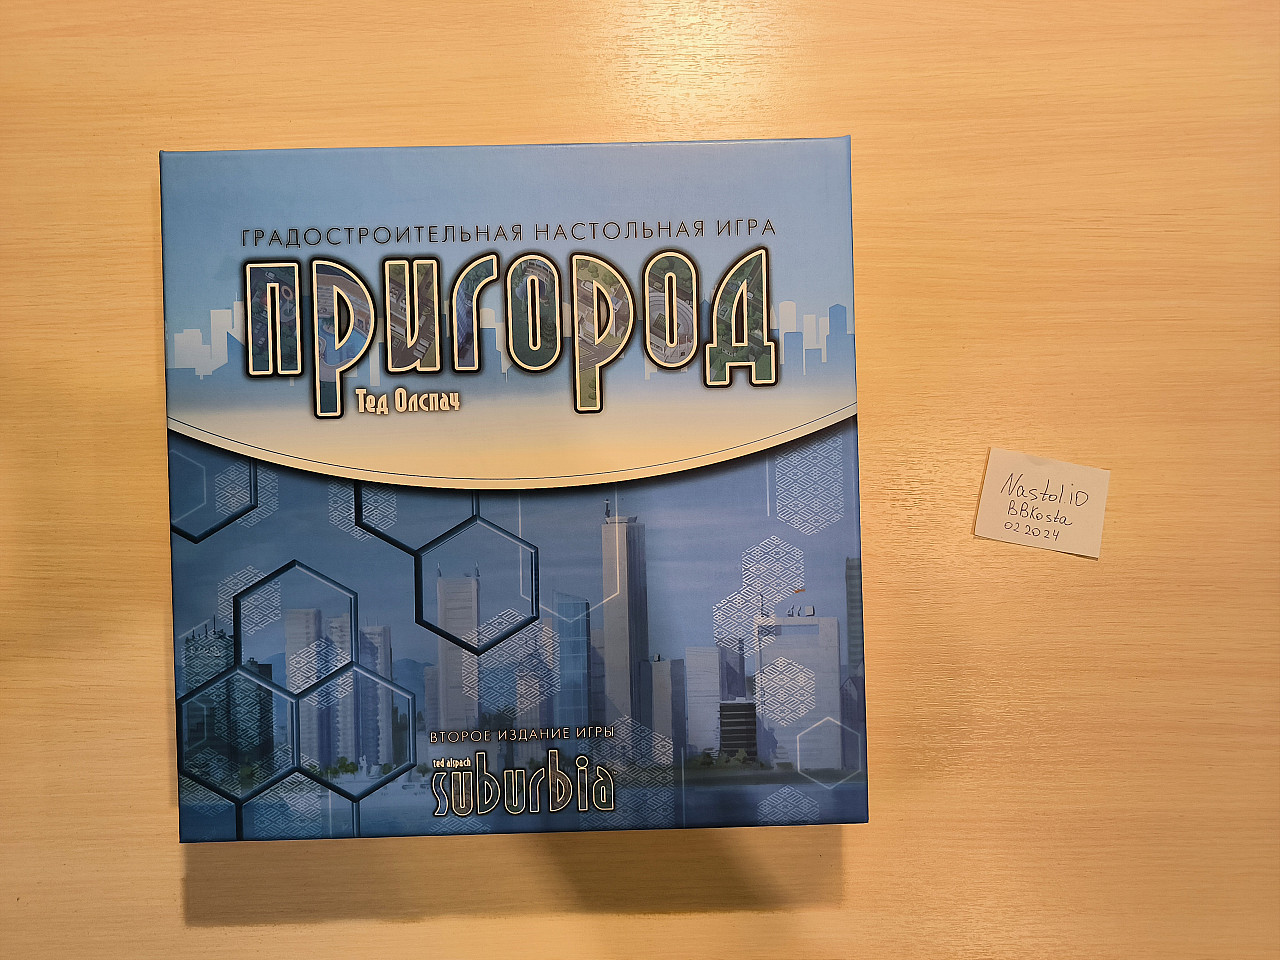 ГРАДОСТРОИТЕЛЬНАЯ НАСТОЛЬНАЯ ИГРА
ПРИГОРОД
Тед Олспач
ВТОРОЕ ИЗДАНИЕ ИГРЫ
ted alspach
suburbia
Nastol.iO
BBKosta
02 2024